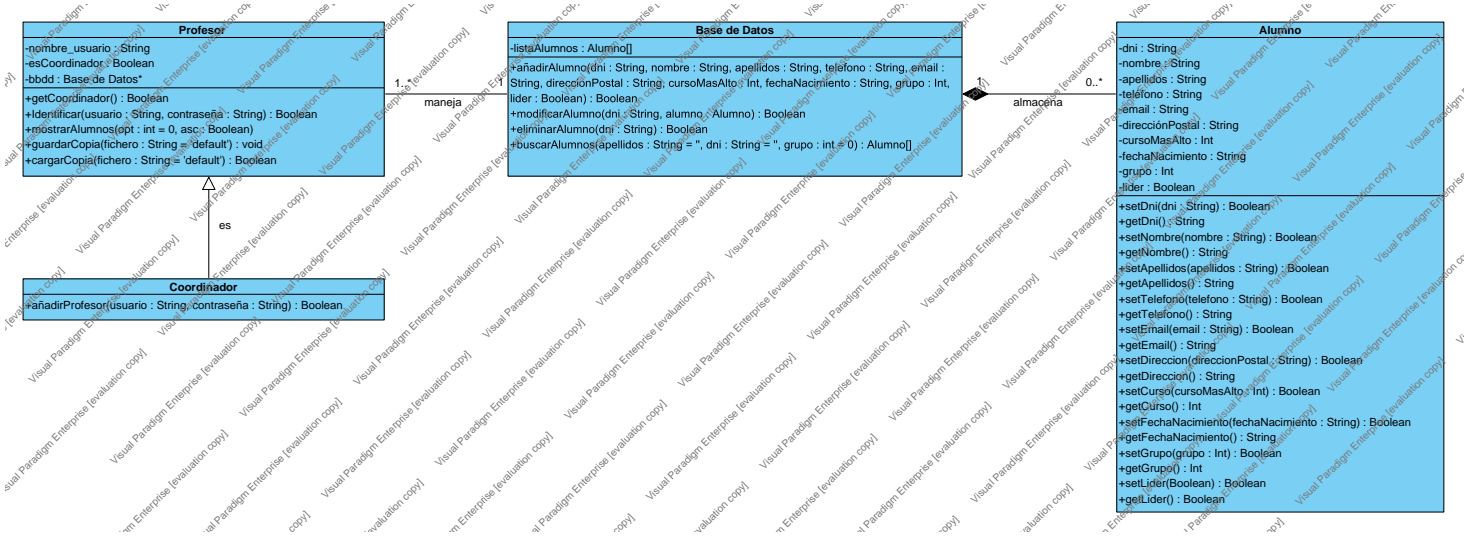 Profesor
-nombre_usuario : String
-esCoordinador : Boolean
-bbdd : Base de Datos*
+getCoordinador() : Boolean
+Identificar(usuario : String, contraseña : String) : Boolean
+mostrarAlumnos(opt : int = 0, asc : Boolean)
+guardarCopia(fichero : String = 'default') : void
+cargarCopia(fichero : String = 'default') : Boolean
1..*
maneja
1
Base de Datos
-listaAlumnos : Alumno[]
+añadirAlumno(dni : String, nombre : String, apellidos : String, telefono : String, email :
String, direccionPostal : String, cursoMasAlto : Int, fechaNacimiento : String, grupo : Int,
lider : Boolean) : Boolean
+modificarAlumno(dni : String, alumno : Alumno) : Boolean
+eliminarAlumno(dni : String) : Boolean
+buscarAlumnos(apellidos : String = '', dni : String = '', grupo : int = 0) : Alumno[]
1
almacena
0..*
Alumno
-dni : String
-nombre : String
-apellidos : String
-telefono : String
-email : String
-direcciónPostal : String
-cursoMasAlto : Int
-fechaNacimiento : String
-grupo : Int
-lider : Boolean
+setDni(dni : String) : Boolean
+getDni() : String
+setNombre(nombre : String) : Boolean
+getNombre() : String
+setApellidos(apellidos : String) : Boolean
+getApellidos() : String
+setTelefono(telefono : String) : Boolean
+getTelefono() : String
+setEmail(email : String) : Boolean
+getEmail() : String
+setDireccion(direccionPostal : String) : Boolean
+getDireccion() : String
+setCurso(cursoMasAlto : Int) : Boolean
+getCurso() : Int
+setFechaNacimiento(fechaNacimiento : String) : Boolean
+getFechaNacimiento() : String
+setGrupo(grupo : Int) : Boolean
+getGrupo() : Int
+setLider(Boolean) : Boolean
+getLider() : Boolean
es
Coordinador
+añadirProfesor(usuario : String, contraseña : String) : Boolean
Visual Paradigm Enterprise [evaluation copy]